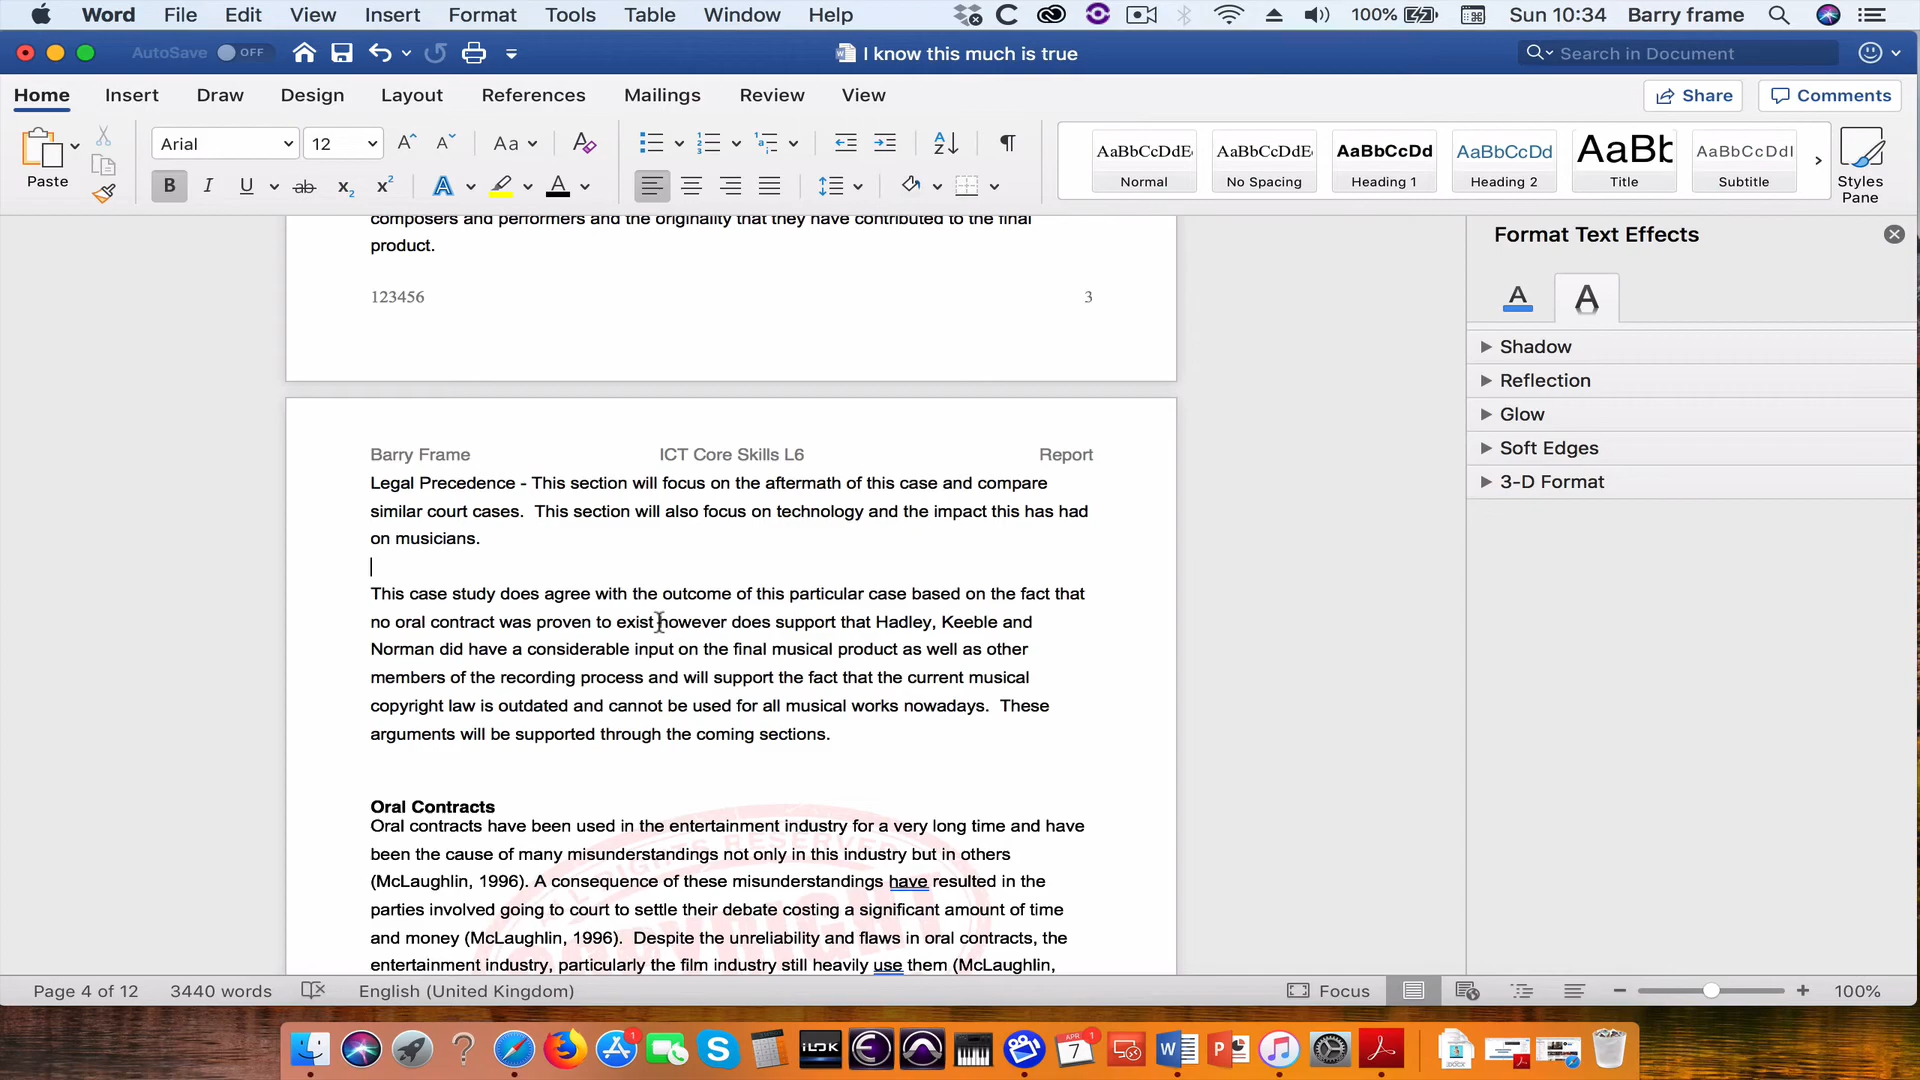 Word File Edit View Insert Format Tools Table Window Help 100% Sun 10:34 Barry frame
AutoSave OFF I know this much is true Search in Document
Home Insert Draw Design Layout References Mailings Review View Share Comments
Paste Arial 12 Aa
AaBbCcDdE AaBbCcDdE AaBbCcDd AaBbCcDd AaBb AaBbCcDdI
Normal No Spacing Heading 1 Heading 2 Title Subtitle Styles Pane
composers and performers and the originality that they have contributed to the final
product.
123456 3
Format Text Effects
Shadow
Reflection
Glow
Soft Edges
3-D Format
Barry Frame ICT Core Skills L6 Report
Legal Precedence - This section will focus on the aftermath of this case and compare
similar court cases.  This section will also focus on technology and the impact this has had
on musicians.
This case study does agree with the outcome of this particular case based on the fact that
no oral contract was proven to exist however does support that Hadley, Keeble and
Norman did have a considerable input on the final musical product as well as other
members of the recording process and will support the fact that the current musical
copyright law is outdated and cannot be used for all musical works nowadays.  These
arguments will be supported through the coming sections.
Oral Contracts
Oral contracts have been used in the entertainment industry for a very long time and have
been the cause of many misunderstandings not only in this industry but in others
(McLaughlin, 1996). A consequence of these misunderstandings have resulted in the
parties involved going to court to settle their debate costing a significant amount of time
and money (McLaughlin, 1996).  Despite the unreliability and flaws in oral contracts, the
entertainment industry, particularly the film industry still heavily use them (McLaughlin,
ALL RIGHTS RESERVED
COPYRIGHT
Page 4 of 12 3440 words English (United Kingdom) Focus 100%
iLOK
APR
7
1
1